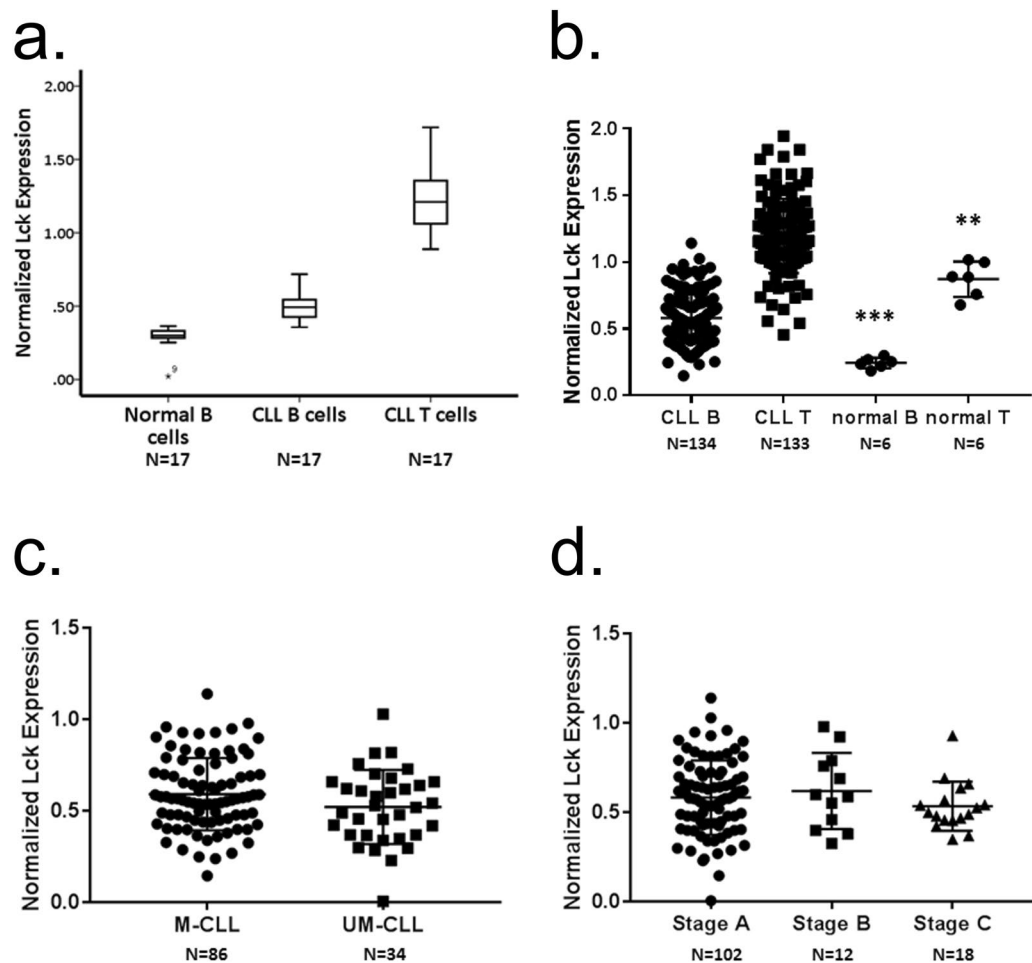 a.
Normalized Lck Expression
2.00
1.50
1.00
.50
.00
9
Normal B
cells
CLL B cells
CLL T cells
N=17
N=17
N=17
b.
Normalized Lck Expression
2.0
1.5
1.0
0.5
0.0
***
**
CLL B
CLL T
normal B
normal T
N=134
N=133
N=6
N=6
c.
Normalized Lck Expression
1.5
1.0
0.5
0.0
M-CLL
UM-CLL
N=86
N=34
d.
Normalized Lck Expression
1.5
1.0
0.5
0.0
Stage A
Stage B
Stage C
N=102
N=12
N=18